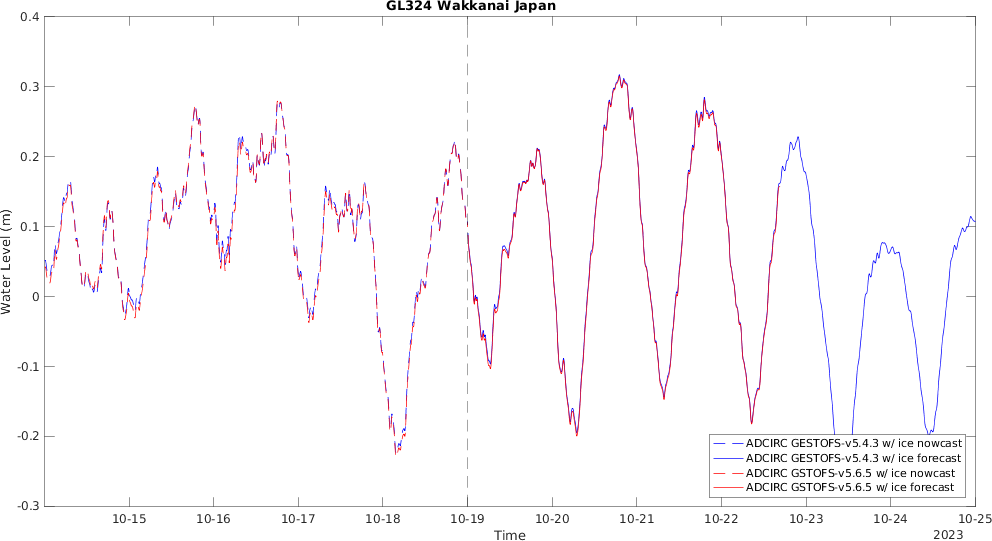 GL324 Wakkanai Japan
0.4
0.3
0.2
0.1
0
-0.1
-0.2
-0.3
Water Level (m)
ADCIRC GESTOFS-v5.4.3 w/ ice nowcast
ADCIRC GESTOFS-v5.4.3 w/ ice forecast
ADCIRC GSTOFS-v5.6.5 w/ ice nowcast
ADCIRC GSTOFS-v5.6.5 w/ ice forecast
10-15 10-16 10-17 10-18 10-19 10-20 10-21 10-22 10-23 10-24 10-25
Time
2023